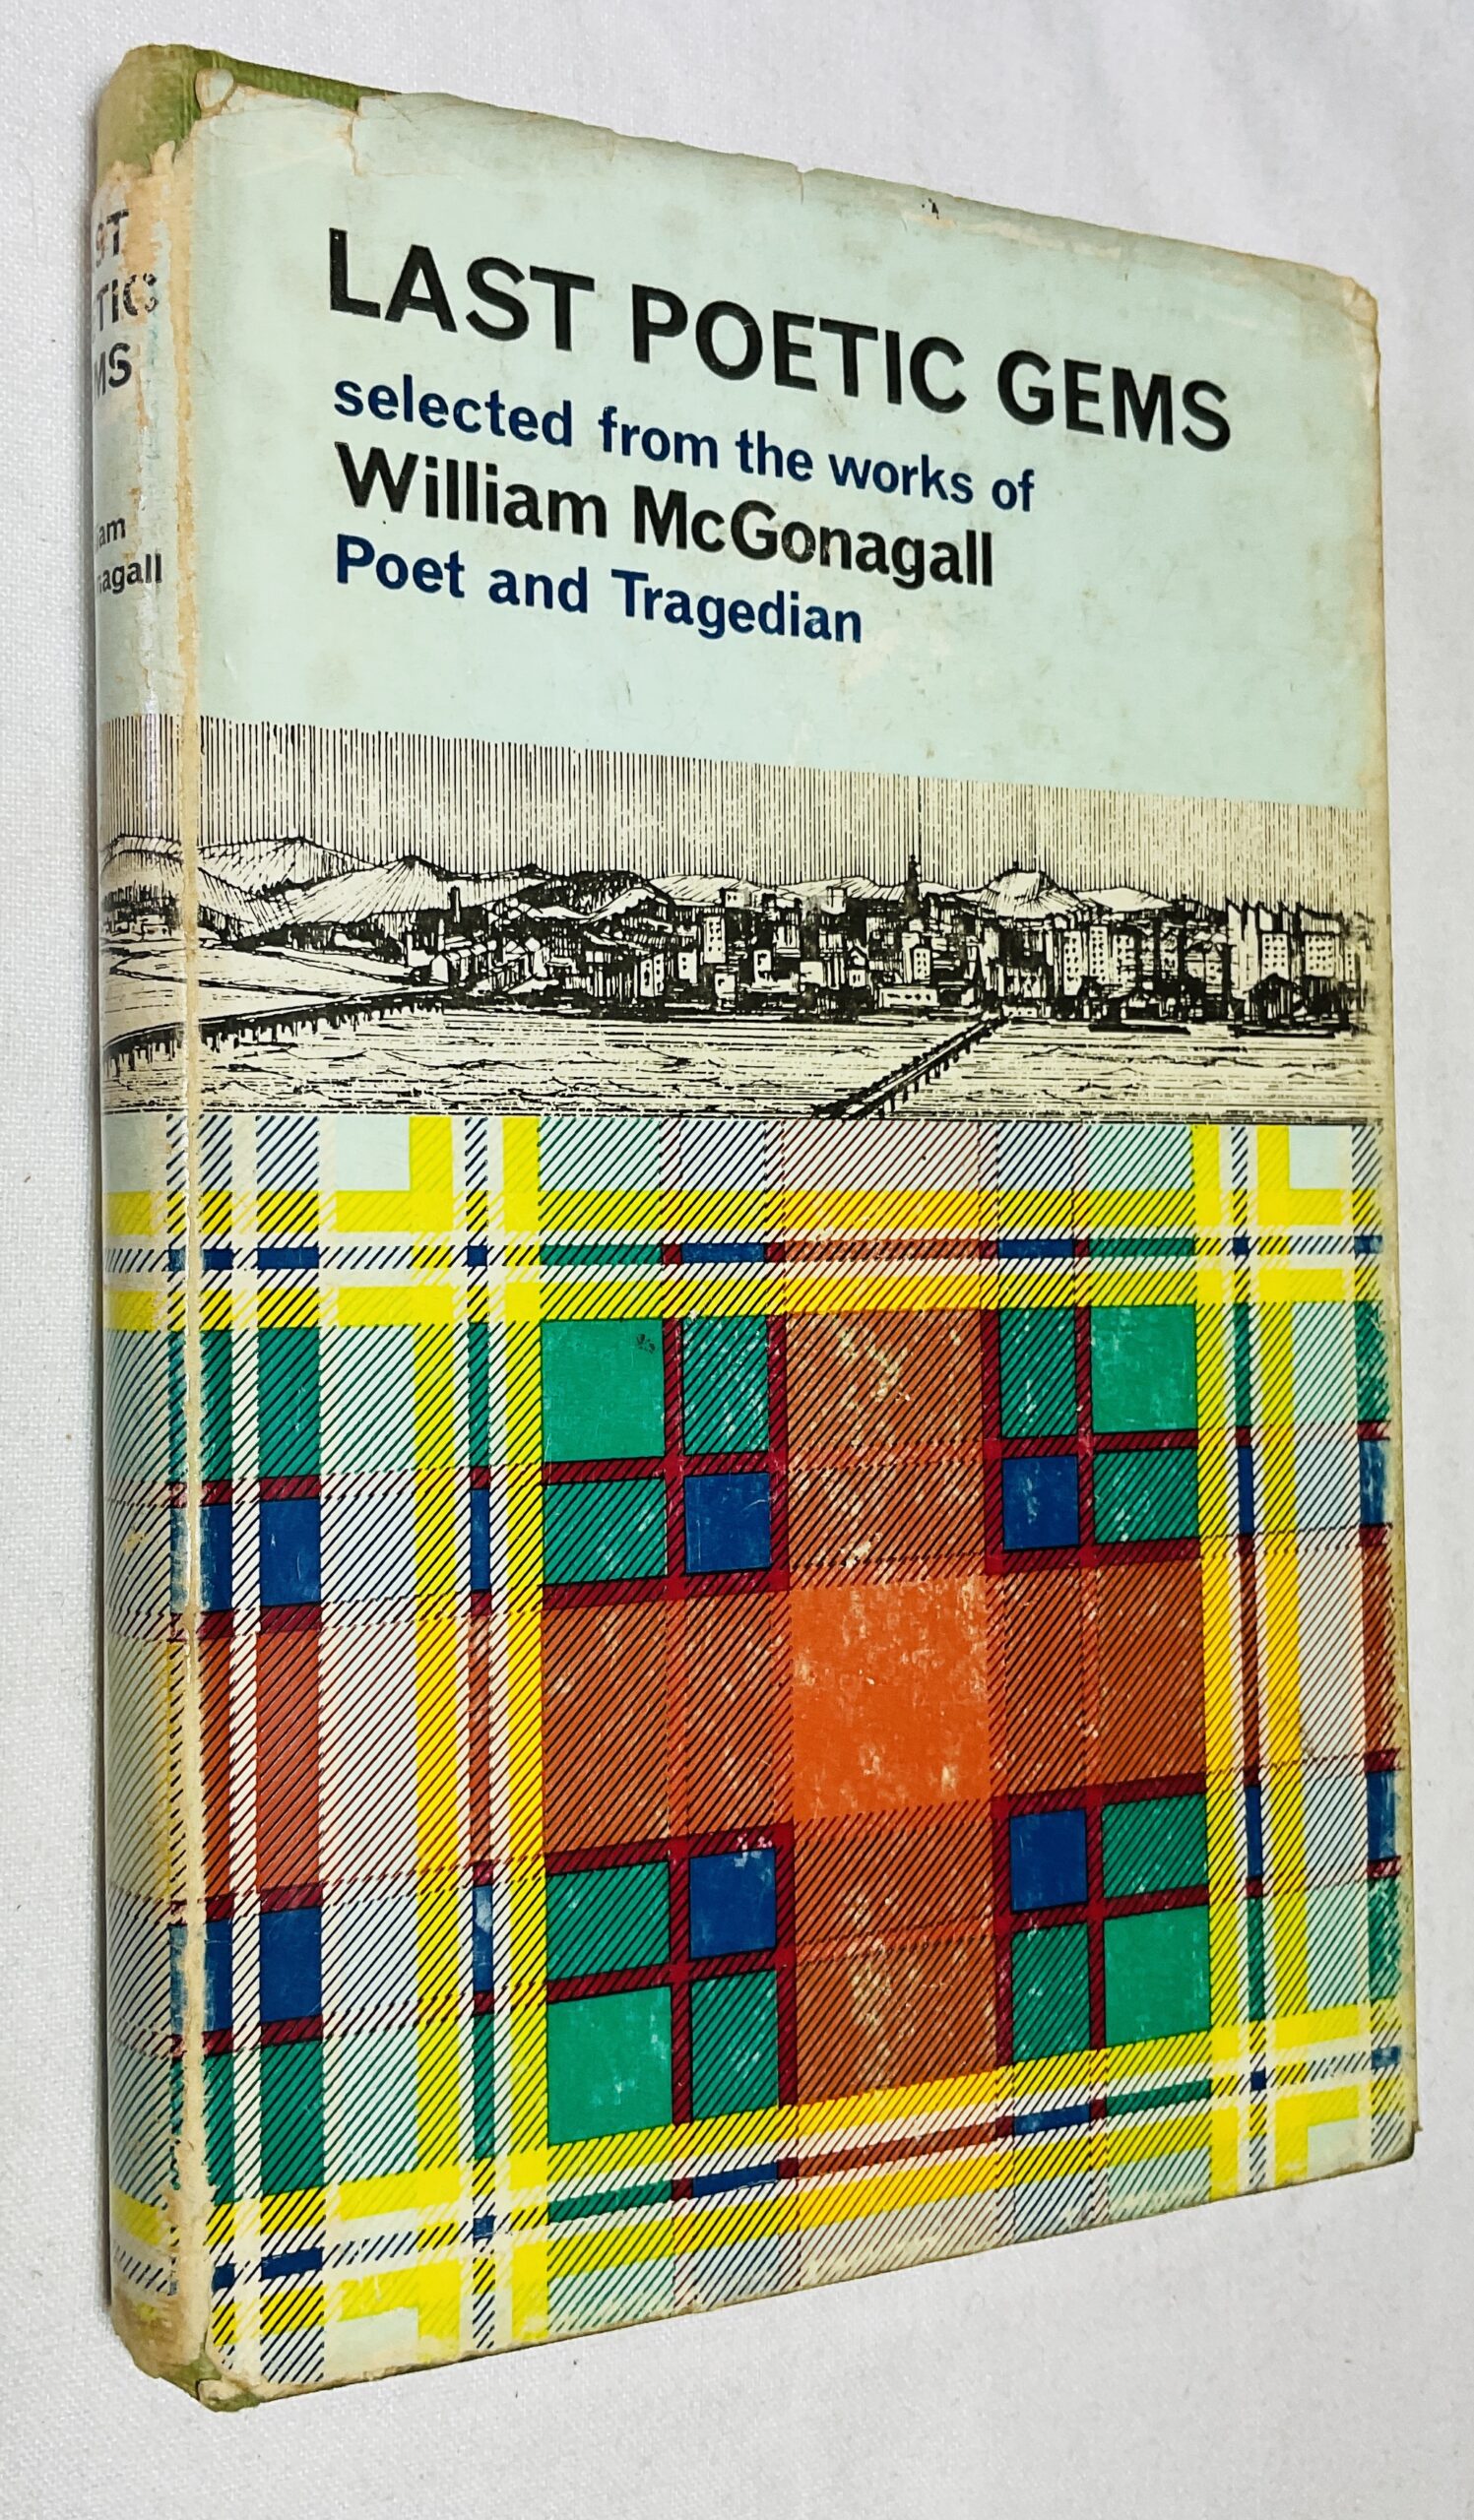 LAST POETIC GEMS
selected from the works of
William McGonagall
Poet and Tragedian